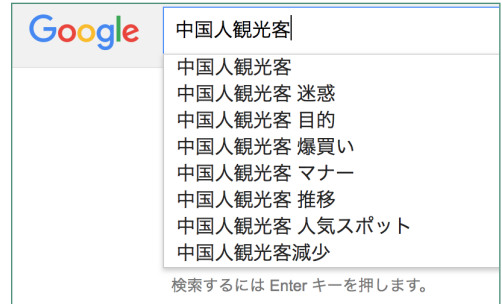 Google
中国人観光客
中国人観光客
中国人観光客 迷惑
中国人観光客 目的
中国人観光客 爆買い
中国人観光客 マナー
中国人観光客 推移
中国人観光客 人気スポット
中国人観光客減少
検索するには Enter キーを押します。